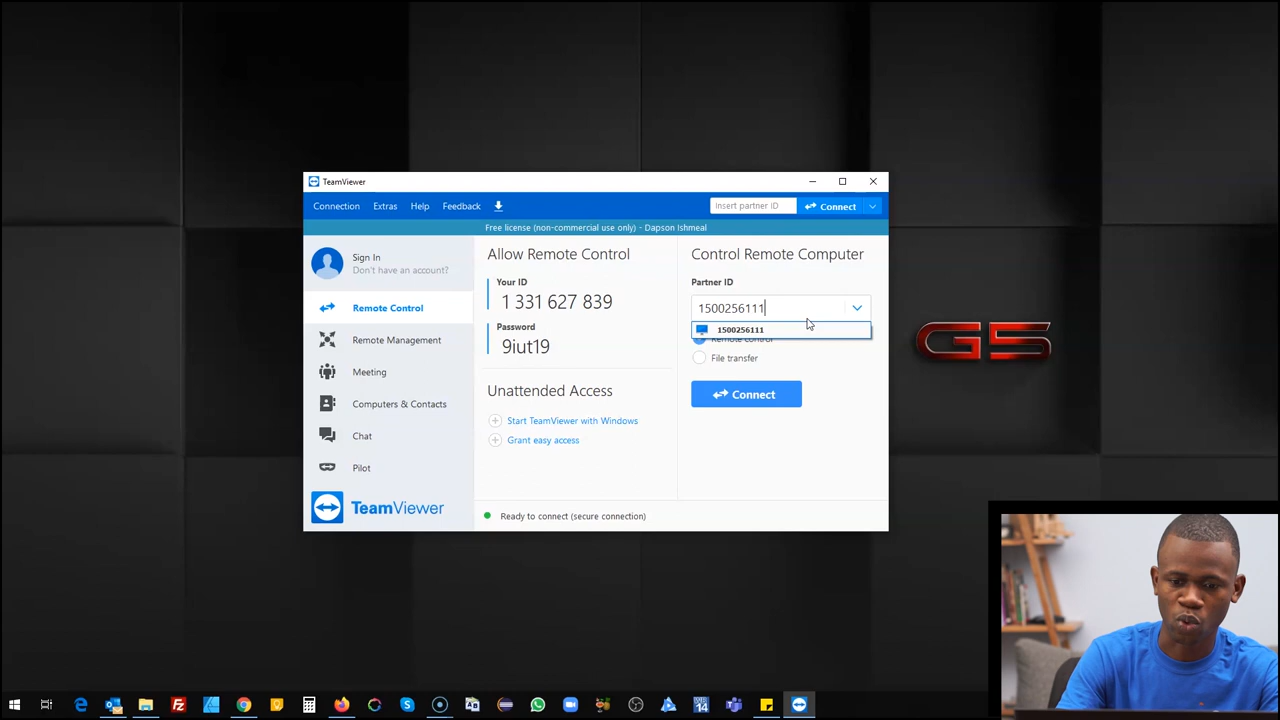 TeamViewer
Connection Extras Help Feedback Insert partner ID Connect
Free license (non-commercial use only) - Dapson Ishmeal
Sign In
Don't have an account?
Remote Control
Remote Management
Meeting
Computers & Contacts
Chat
Pilot
TeamViewer
Allow Remote Control
Your ID
1 331 627 839
Password
9iut19
Unattended Access
Start TeamViewer with Windows
Grant easy access
Control Remote Computer
Partner ID
1500256111
1500256111
Remote control
File transfer
Connect
Ready to connect (secure connection)
G5
14